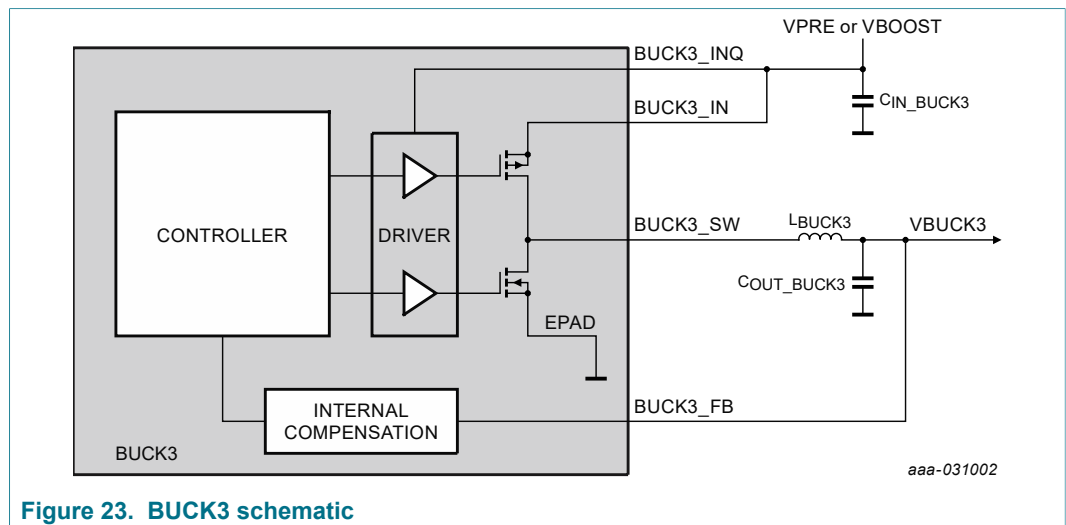 VPRE or VBOOST
BUCK3_INQ
CIN_BUCK3
BUCK3_IN
CONTROLLER
DRIVER
BUCK3_SW
LBUCK3
VBUCK3
COUT_BUCK3
EPAD
INTERNAL
COMPENSATION
BUCK3_FB
BUCK3
aaa-031002
Figure 23. BUCK3 schematic